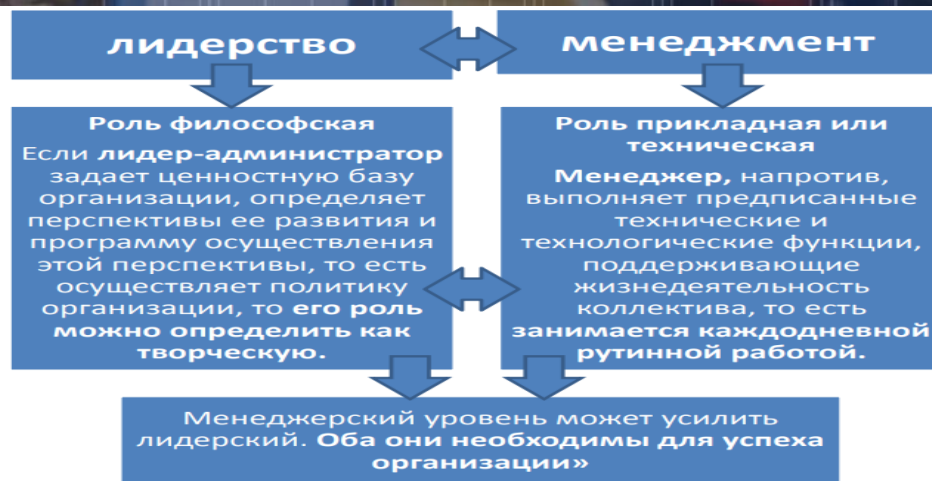 лидерство
менеджмент
Роль философская
Если лидер-администратор
задает ценностную базу
организации, определяет
перспективы ее развития и
программу осуществления
этой перспективы, то есть
осуществляет политику
организации, то его роль
можно определить как
творческую.
Роль прикладная или
техническая
Менеджер, напротив,
выполняет предписанные
технические и
технологические функции,
поддерживающие
жизнедеятельность
коллектива, то есть
занимается каждодневной
рутинной работой.
Менеджерский уровень может усилить
лидерский. Оба они необходимы для успеха
организации»